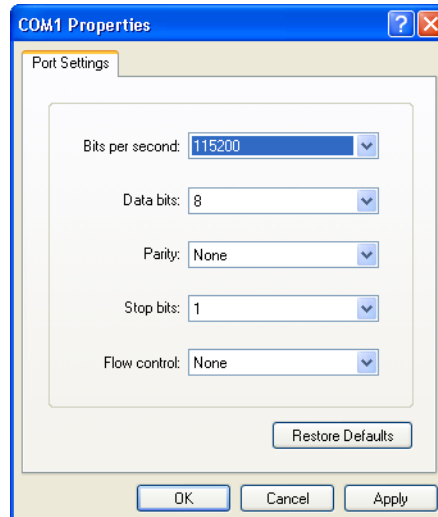 COM1 Properties
Port Settings
Bits per second: 115200
Data bits: 8
Parity: None
Stop bits: 1
Flow control: None
Restore Defaults
OK Cancel Apply